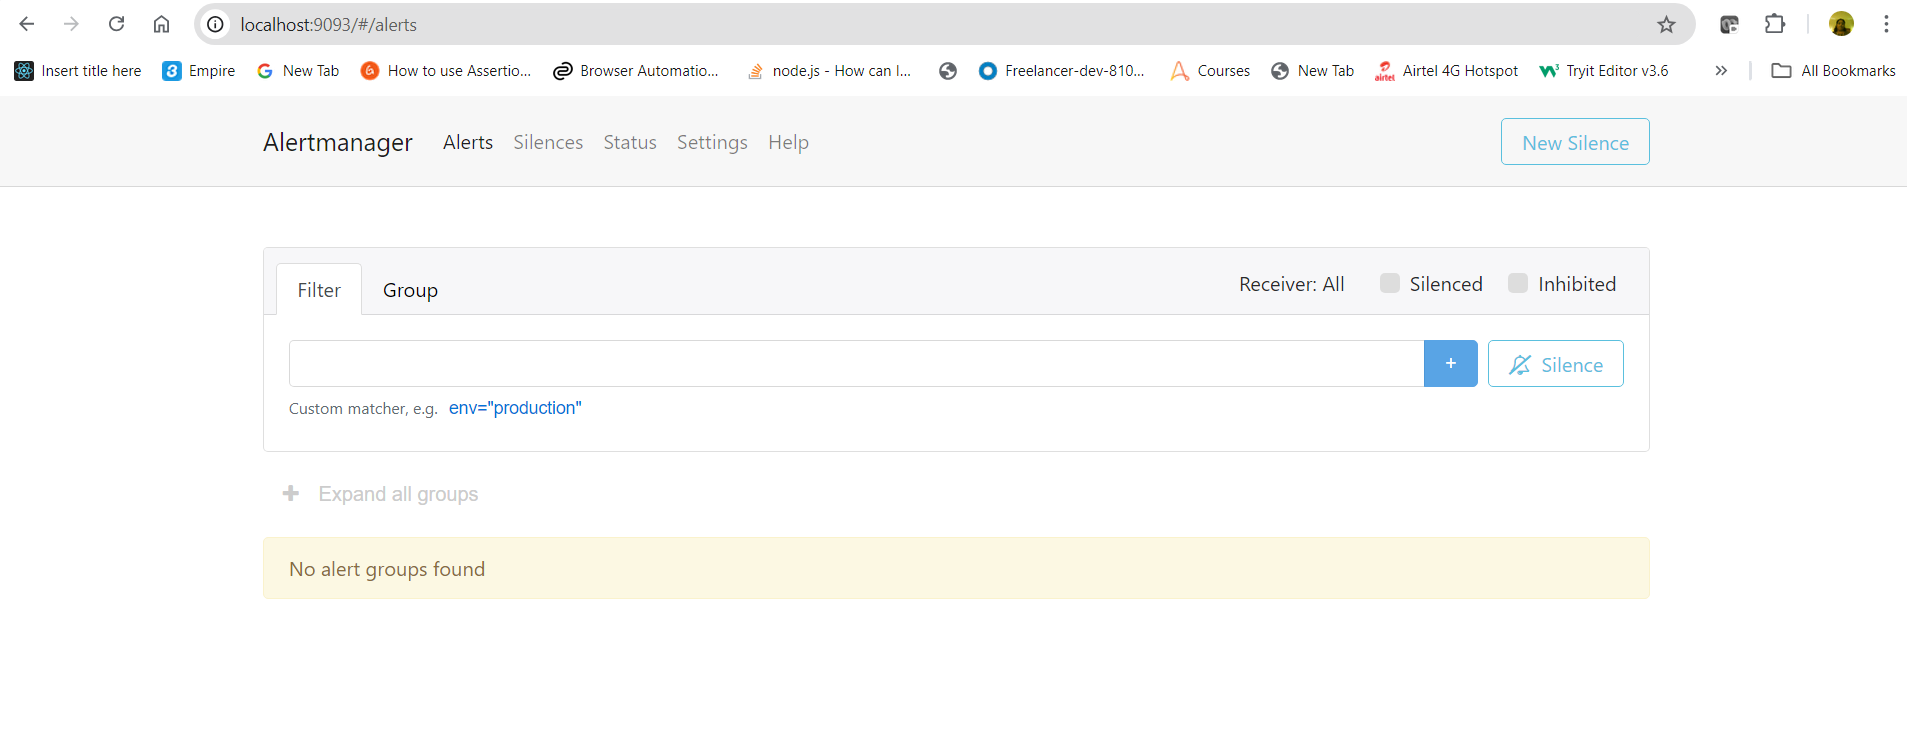 localhost:9093/#/alerts
Insert title here Empire New Tab How to use Assertio... Browser Automatio... node.js - How can I... Freelancer-dev-810... Courses New Tab airtel Airtel 4G Hotspot Tryit Editor v3.6 » All Bookmarks
Alertmanager Alerts Silences Status Settings Help New Silence
Filter Group Receiver: All Silenced Inhibited
+ Silence
Custom matcher, e.g. env="production"
+ Expand all groups
No alert groups found